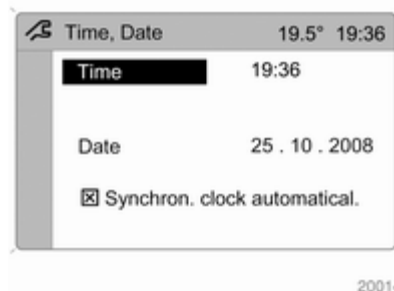 Time, Date 19.5° 19:36
Time 19:36
Date 25 . 10 . 2008
Synchron. clock automatical.